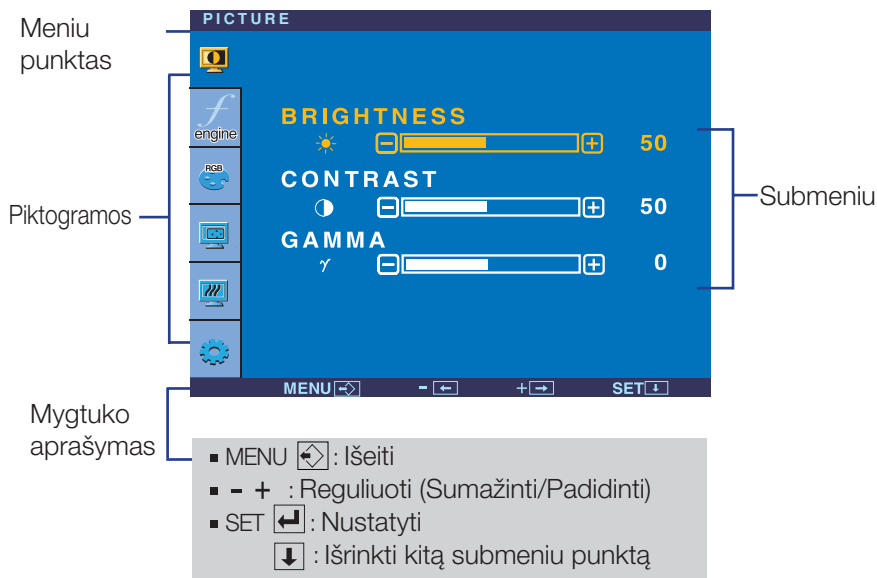 Meniu
punktas
PICTURE
engine
RGB
Piktogramos
BRIGHTNESS
50
CONTRAST
50
GAMMA
γ 0
Submeniu
MENU - + SET
Mygtuko
aprašymas
MENU : Išeiti
- + : Reguliuoti (Sumažinti/Padidinti)
SET : Nustatyti
: Išrinkti kitą submeniu punktą